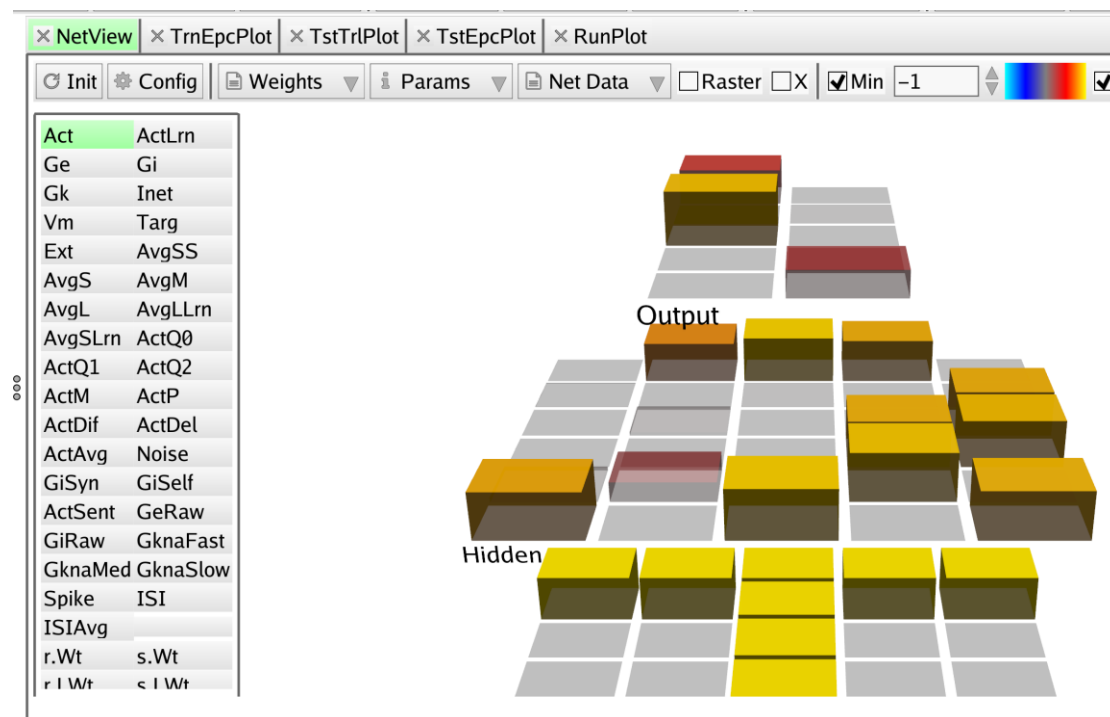 NetView TrnEpcPlot TstTrlPlot TstEpcPlot RunPlot
Init Config Weights Params Net Data Raster X Min -1
Act ActLrn
Ge Gi
Gk Inet
Vm Targ
Ext AvgSS
AvgS AvgM
AvgL AvgLLrn
AvgSLrn ActQ0
ActQ1 ActQ2
ActM ActP
ActDif ActDel
ActAvg Noise
GiSyn GiSelf
ActSent GeRaw
GiRaw GknaFast
GknaMed GknaSlow
Spike ISI
ISIAvg
r.Wt s.Wt
r.LWt s.LWt
Output
Hidden